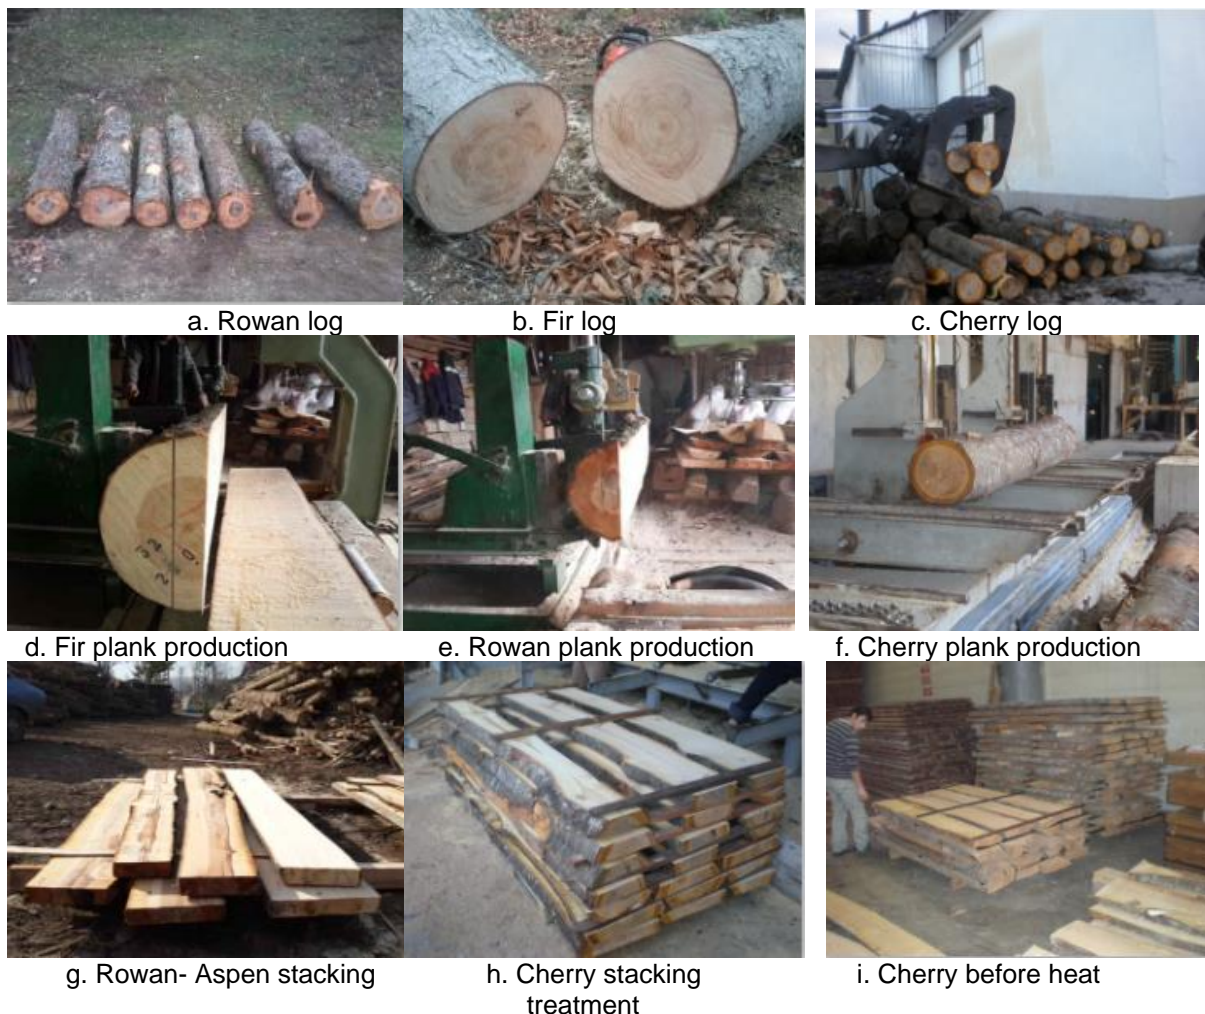 a. Rowan log
b. Fir log
c. Cherry log
d. Fir plank production
e. Rowan plank production
f. Cherry plank production
g. Rowan- Aspen stacking
h. Cherry stacking
treatment
i. Cherry before heat